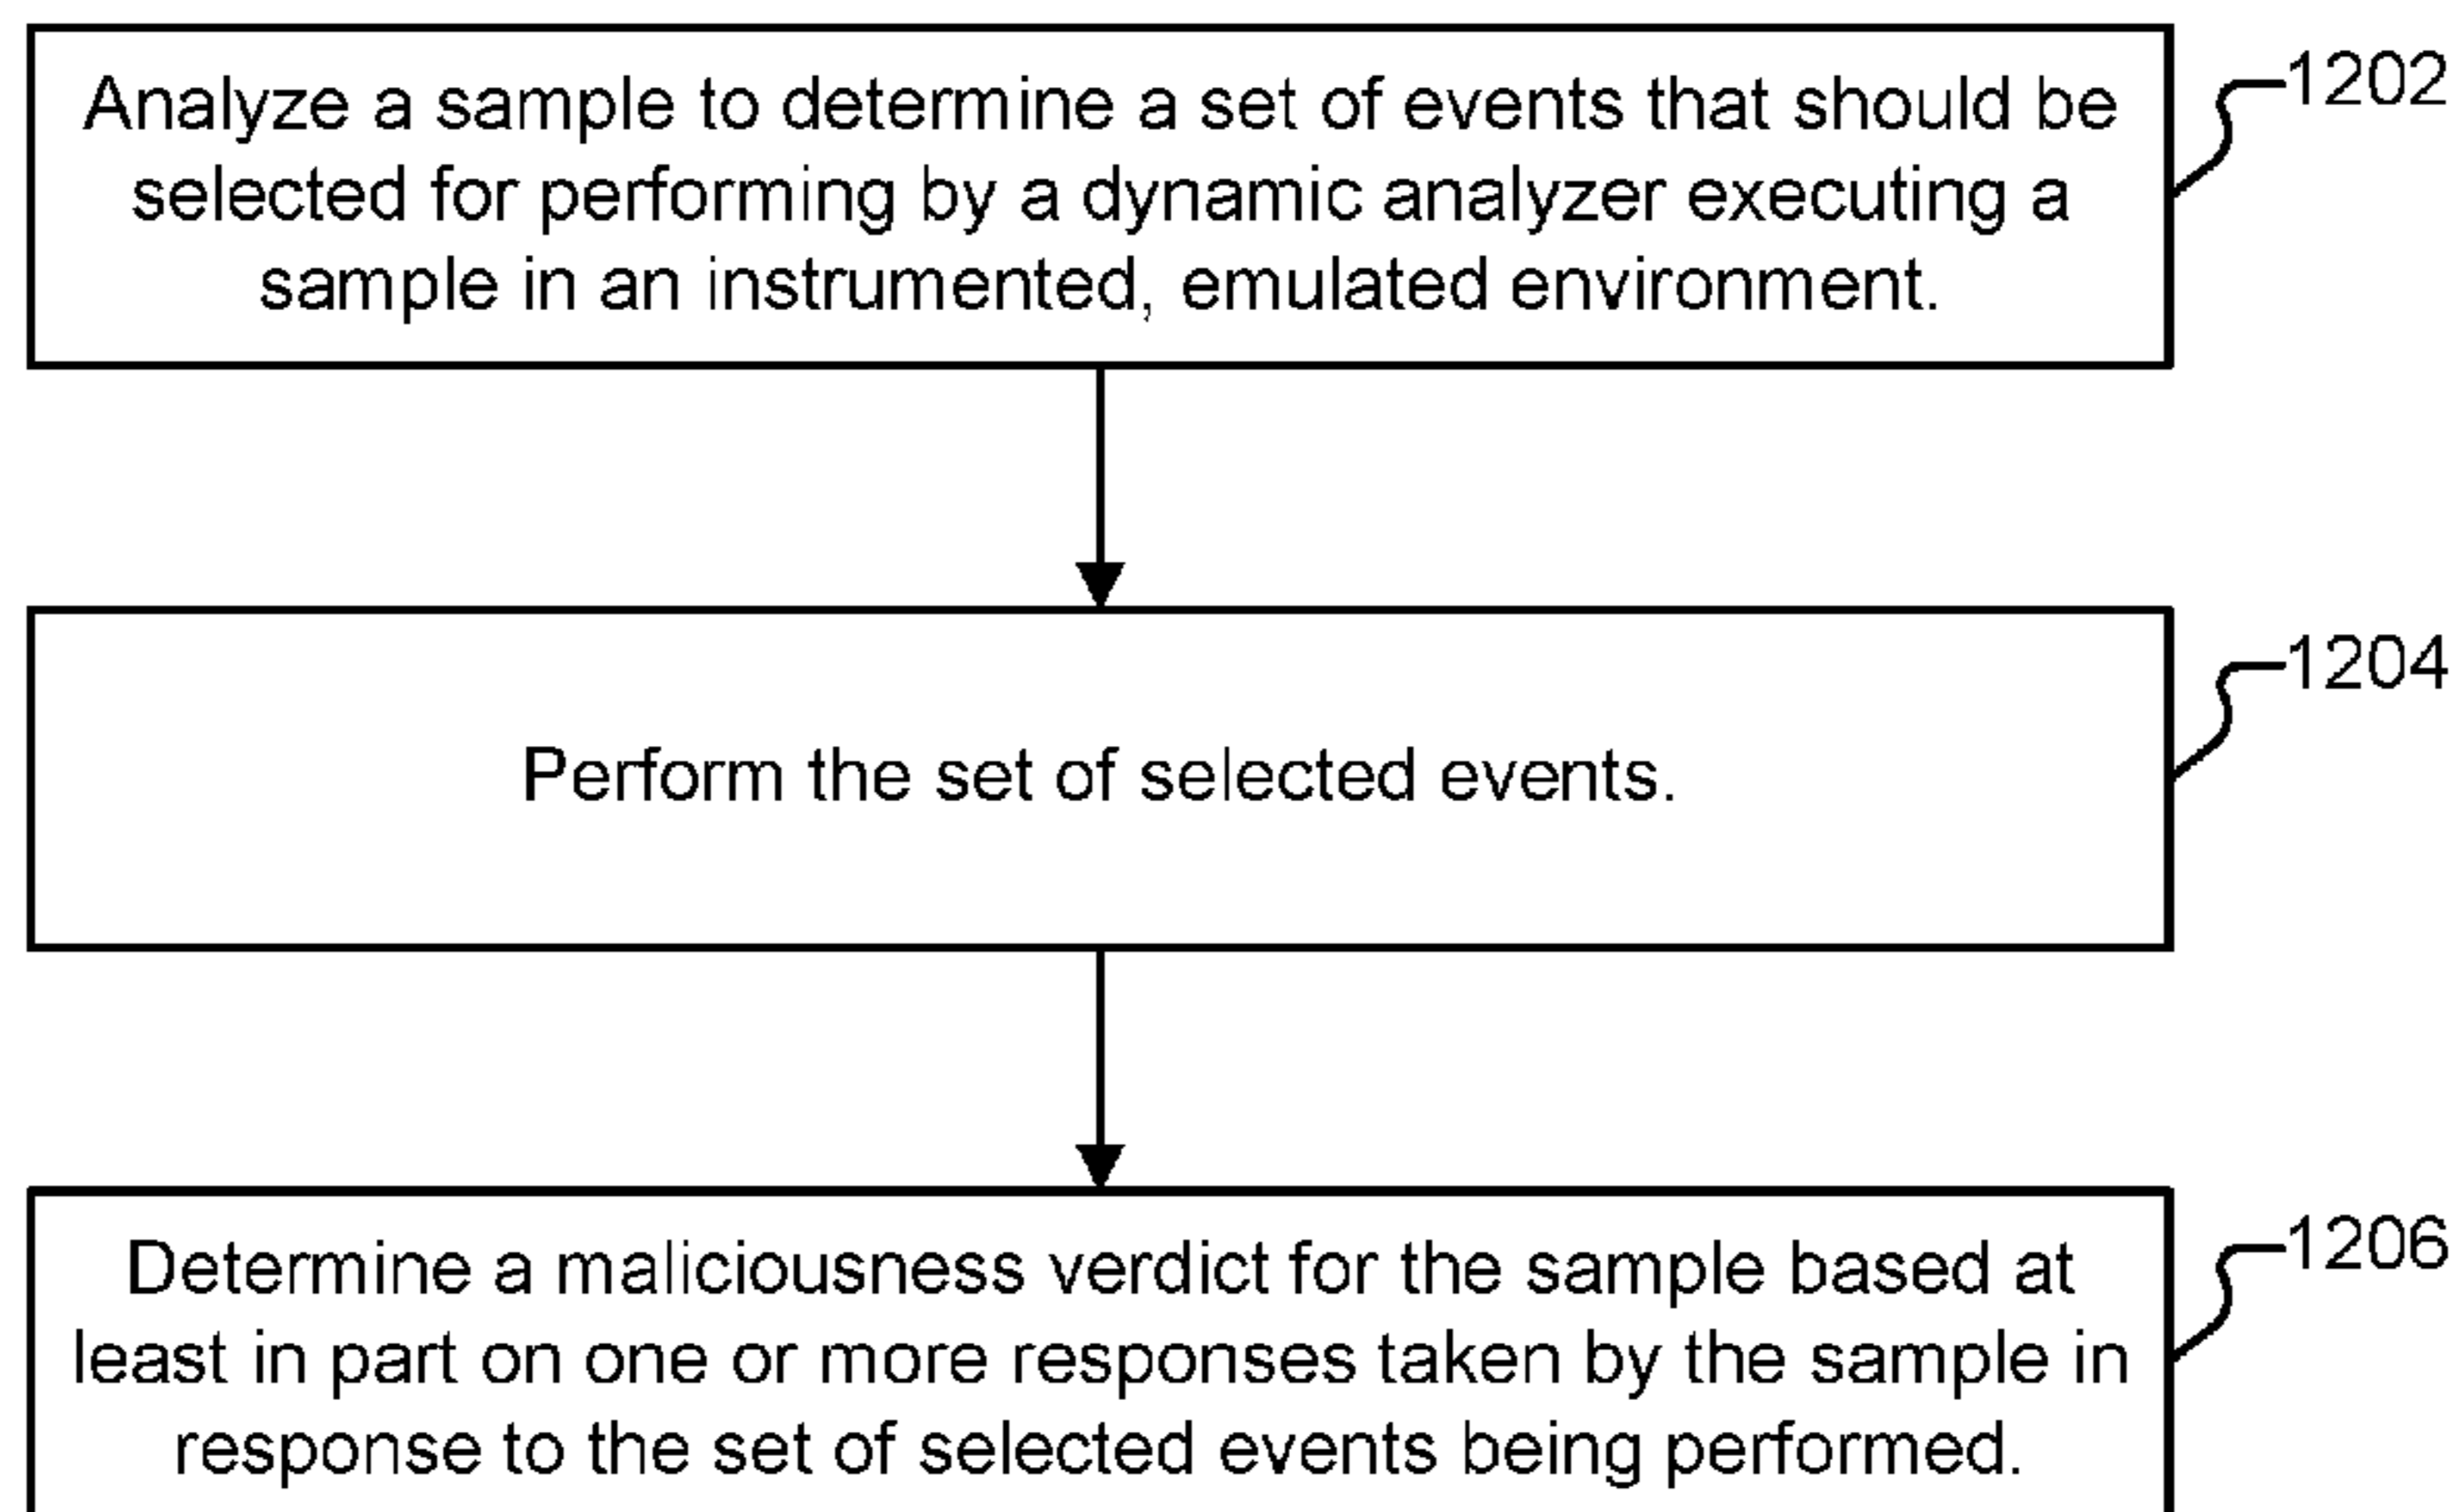 Analyze a sample to determine a set of events that should be
selected for performing by a dynamic analyzer executing a
sample in an instrumented, emulated environment.
1202
Perform the set of selected events.
1204
Determine a maliciousness verdict for the sample based at
least in part on one or more responses taken by the sample in
response to the set of selected events being performed.
1206